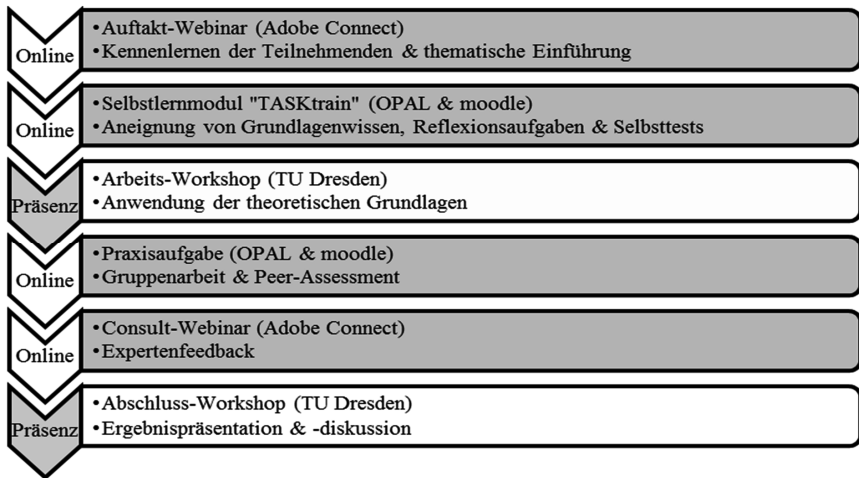 Online
•Auftakt-Webinar (Adobe Connect)
•Kennenlernen der Teilnehmenden & thematische Einführung
Online
•Selbstlernmodul "TASKtrain" (OPAL & moodle)
•Aneignung von Grundlagenwissen, Reflexionsaufgaben & Selbsttests
Präsenz
•Arbeits-Workshop (TU Dresden)
•Anwendung der theoretischen Grundlagen
Online
•Praxisaufgabe (OPAL & moodle)
•Gruppenarbeit & Peer-Assessment
Online
•Consult-Webinar (Adobe Connect)
•Expertenfeedback
Präsenz
•Abschluss-Workshop (TU Dresden)
•Ergebnispräsentation & -diskussion